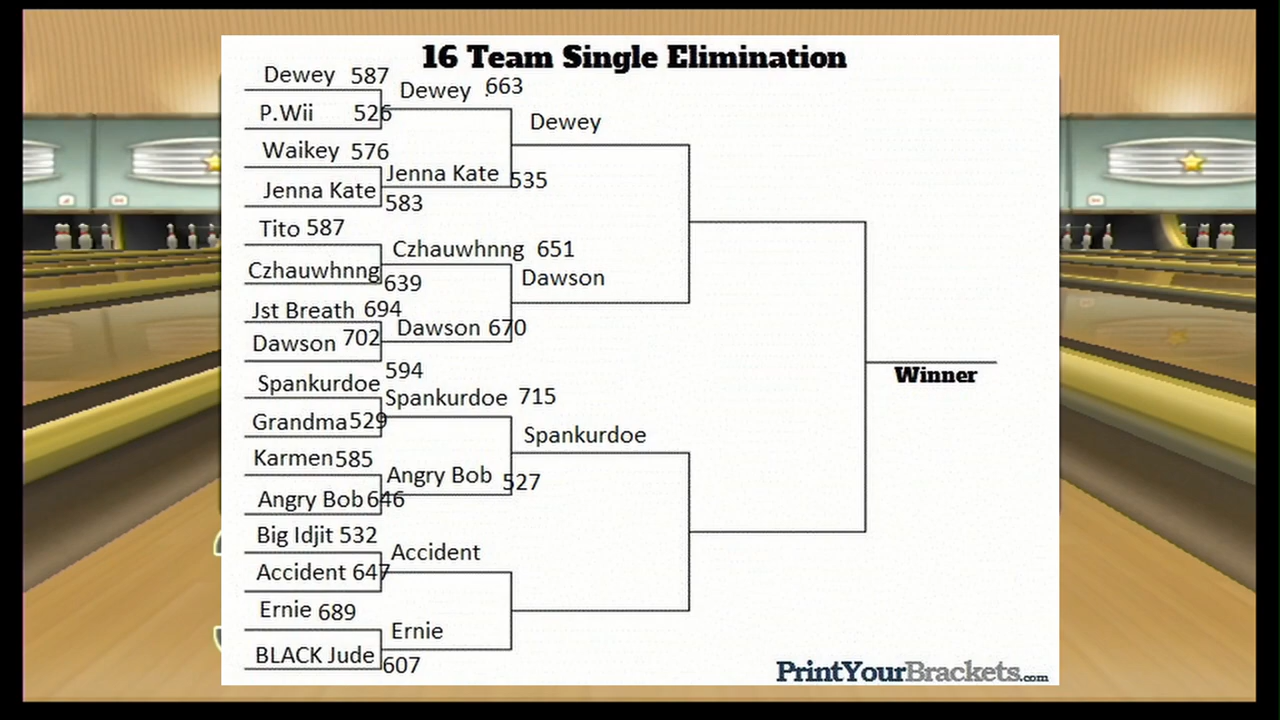 16 Team Single Elimination
Dewey 587
P.Wii 526
Waikey 576
Jenna Kate
583
Tito 587
Czhauwhnng
639
Jst Breath 694
Dawson 702
594
Spankurdoe
Grandma 529
Karmen 585
Angry Bob 646
Big Idjit 532
Accident 647
Ernie 689
BLACK Jude
607
Dewey .663
Jenna Kate 535
Czhauwhnng 651
Dawson 670
Spankurdoe 715
Angry Bob 527
Accident
Ernie
Dewey
Dawson
Spankurdoe
Winner
PrintYourBrackets.com